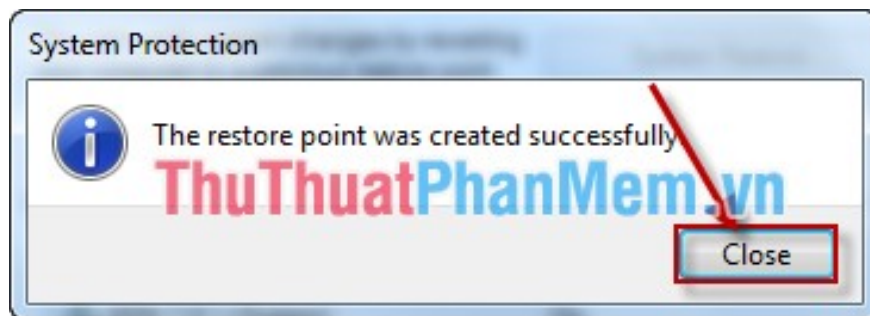 System Protection
The restore point was created successfully
ThuThuatPhanMem.vn
Close